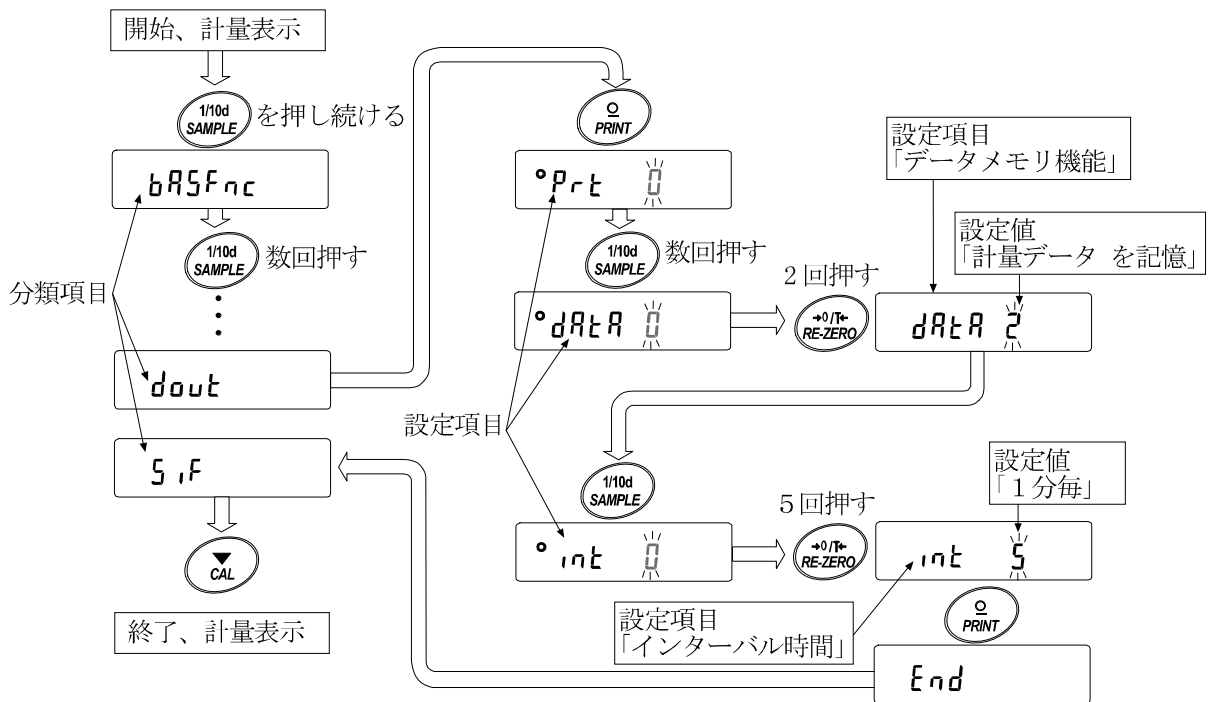 開始、計量表示
1/10d
SAMPLE
を押し続ける
bASFnc
1/10d
SAMPLE
数回押す
分類項目
dout
SiF
CAL
終了、計量表示
PRINT
°Prt 0
1/10d
SAMPLE
数回押す
°dAtA 0
2回押す
→0/T←
RE-ZERO
設定項目
「データメモリ機能」
設定値
「計量データ を記憶」
dAtA 2
設定項目
1/10d
SAMPLE
°int 0
5回押す
→0/T←
RE-ZERO
設定値
「1分毎」
int 5
設定項目
「インターバル時間」
PRINT
End